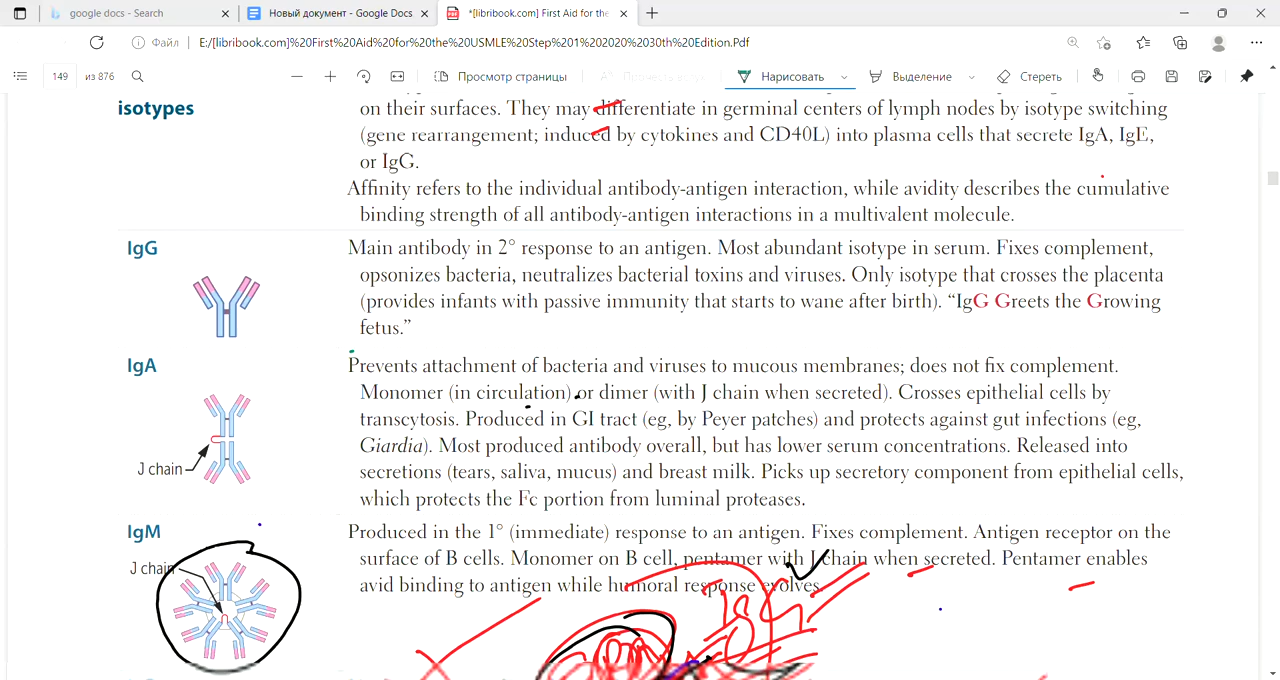 google docs - Search
Новый документ - Google Docs
*[libribook.com] First Aid for the
Файл
E:/[libribook.com]%20First%20Aid%20for%20the%20USMLE%20Step%201%202020%2030th%20Edition.Pdf
149 из 876
Просмотр страницы
Прочесть вслух
Нарисовать
Выделение
Стереть
isotypes
on their surfaces. They may differentiate in germinal centers of lymph nodes by isotype switching
(gene rearrangement; induced by cytokines and CD40L) into plasma cells that secrete IgA, IgE,
or IgG.
Affinity refers to the individual antibody-antigen interaction, while avidity describes the cumulative
binding strength of all antibody-antigen interactions in a multivalent molecule.
IgG
Main antibody in 2° response to an antigen. Most abundant isotype in serum. Fixes complement,
opsonizes bacteria, neutralizes bacterial toxins and viruses. Only isotype that crosses the placenta
(provides infants with passive immunity that starts to wane after birth). “IgG Greets the Growing
fetus.”
IgA
Prevents attachment of bacteria and viruses to mucous membranes; does not fix complement.
Monomer (in circulation) or dimer (with J chain when secreted). Crosses epithelial cells by
transcytosis. Produced in GI tract (eg, by Peyer patches) and protects against gut infections (eg,
Giardia). Most produced antibody overall, but has lower serum concentrations. Released into
secretions (tears, saliva, mucus) and breast milk. Picks up secretory component from epithelial cells,
which protects the Fc portion from luminal proteases.
J chain
IgM
Produced in the 1° (immediate) response to an antigen. Fixes complement. Antigen receptor on the
surface of B cells. Monomer on B cell, pentamer with J chain when secreted. Pentamer enables
avid binding to antigen while humoral response evolves.
J chain